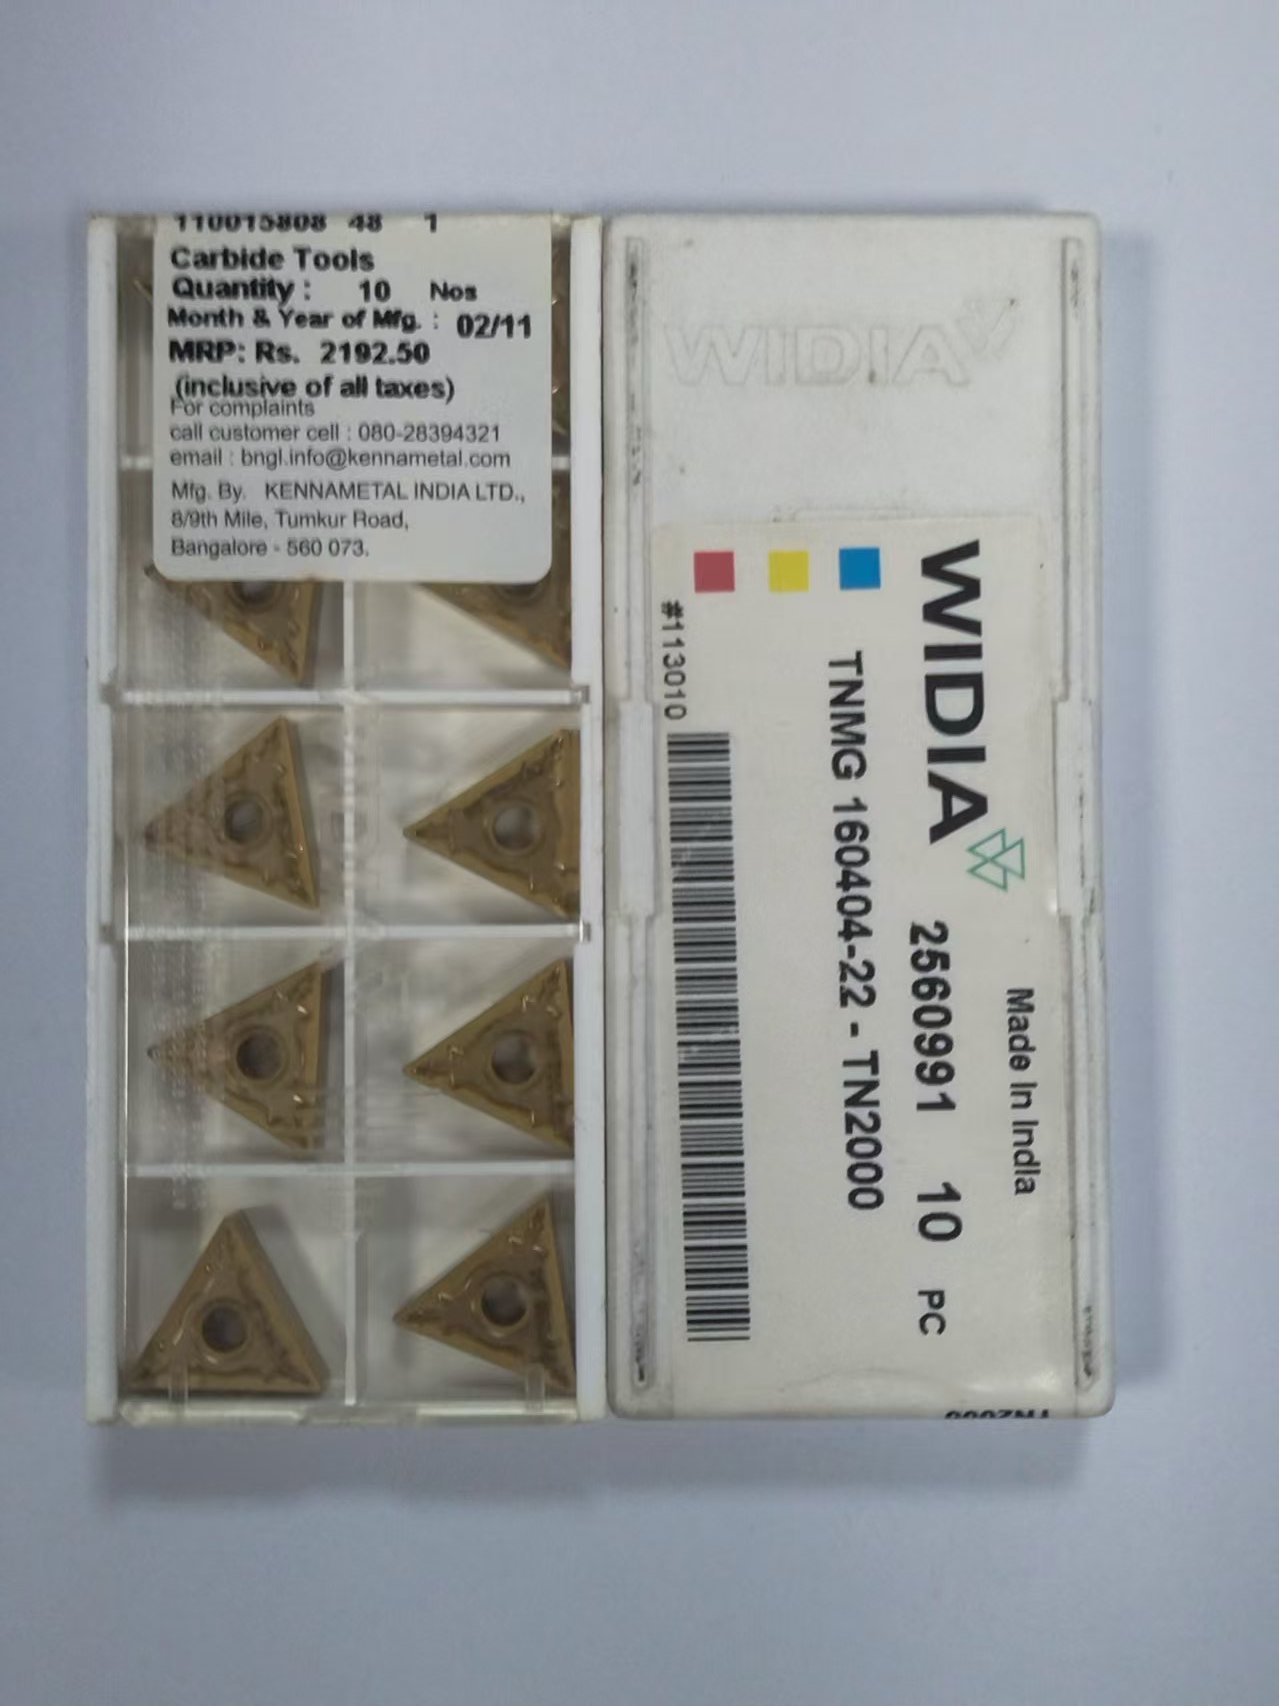 110015808 48 1
Carbide Tools
Quantity : 10 Nos
Month & Year of Mfg. : 02/11
MRP: Rs. 2192.50
(inclusive of all taxes)
For complaints
call customer cell : 080-28394321
email : bngl.info@kennametal.com
Mfg. By. KENNAMETAL INDIA LTD.,
8/9th Mile, Tumkur Road,
Bangalore - 560 073.
WIDIA
Made In India
WIDIA 2560991 10 PC
TNMG 160404-22 - TN2000
#113010
TN2000